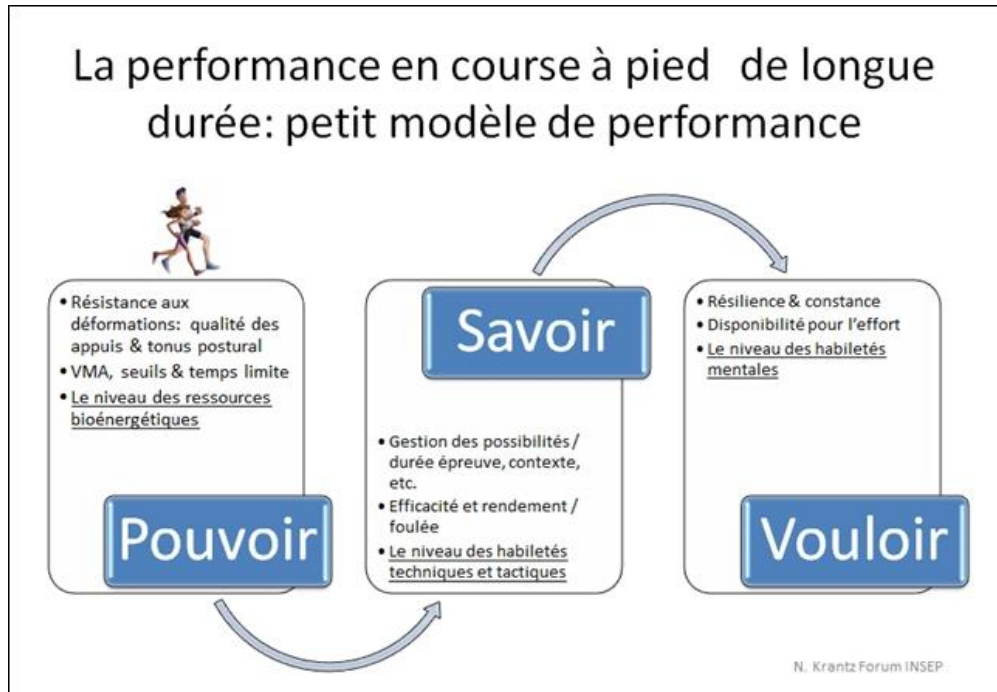 La performance en course à pied de longue
durée: petit modèle de performance
• Résistance aux
déformations: qualité des
appuis & tonus postural
• VMA, seuils & temps limite
• Le niveau des ressources
bioénergétiques
Pouvoir
Savoir
• Gestion des possibilités /
durée épreuve, contexte,
etc.
• Efficacité et rendement /
foulée
• Le niveau des habiletés
techniques et tactiques
• Résilience & constance
• Disponibilité pour l'effort
• Le niveau des habiletés
mentales
Vouloir
N. Krantz Forum INSEP